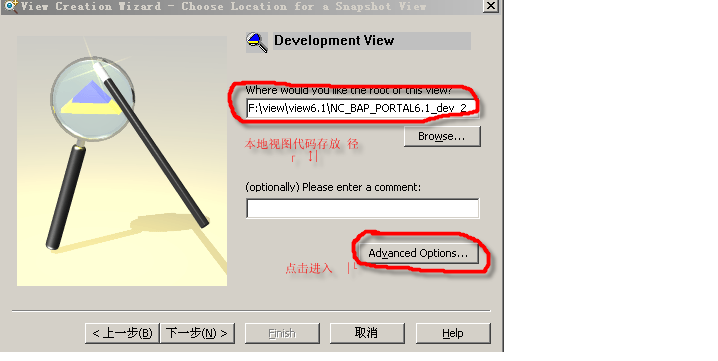 View Creation Wizard - Choose Location for a Snapshot View
Development View
Where would you like the root of this view?
F:\view\view6.1\NC_BAP_PORTAL6.1_dev_2
Browse...
本地视图代码存放 径
(optionally) Please enter a comment:
Advanced Options...
点击进入
< 上一步(B) 下一步(N) > Finish 取消 Help